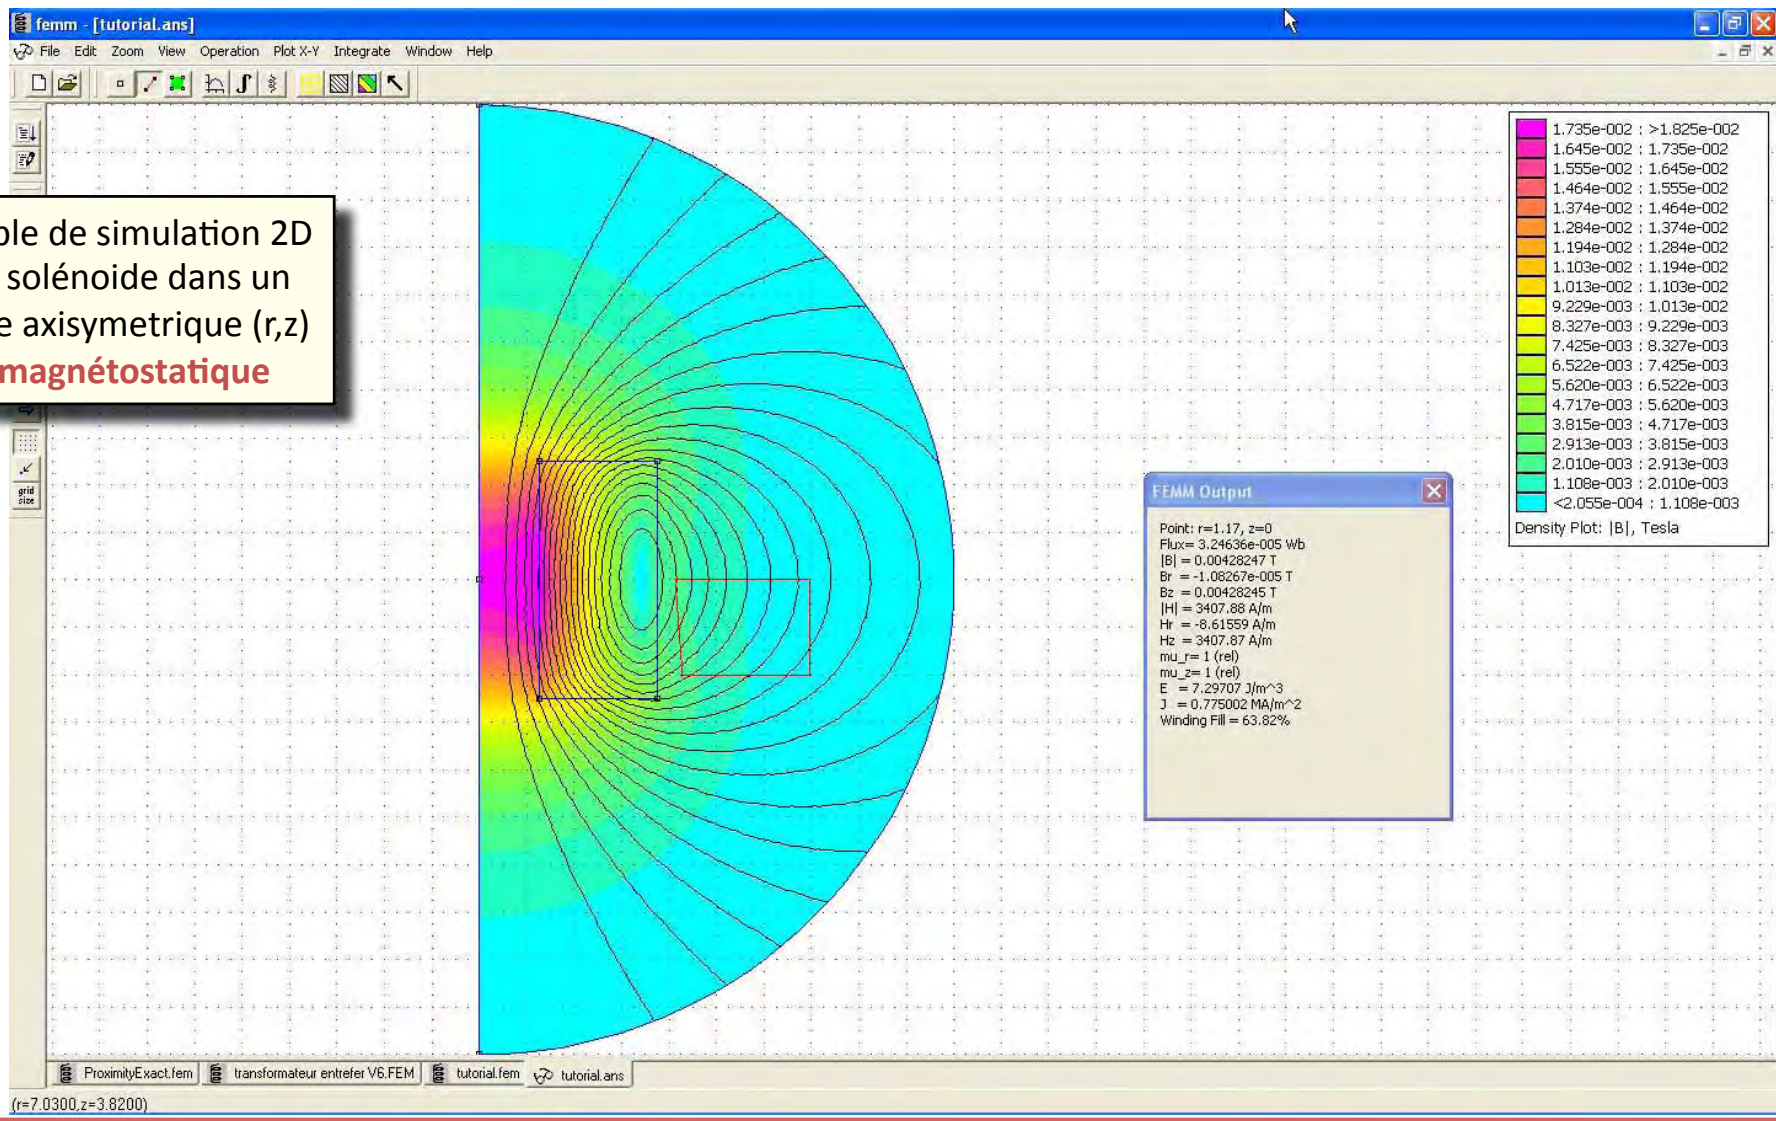 femm - [tutorial.ans]
File Edit Zoom View Operation Plot X-Y Integrate Window Help
ble de simulation 2D
solénoide dans un
e axisymetrique (r,z)
magnétostatique
grid
size
1.735e-002 : >1.825e-002
1.645e-002 : 1.735e-002
1.555e-002 : 1.645e-002
1.464e-002 : 1.555e-002
1.374e-002 : 1.464e-002
1.284e-002 : 1.374e-002
1.194e-002 : 1.284e-002
1.103e-002 : 1.194e-002
1.013e-002 : 1.103e-002
9.229e-003 : 1.013e-002
8.327e-003 : 9.229e-003
7.425e-003 : 8.327e-003
6.522e-003 : 7.425e-003
5.620e-003 : 6.522e-003
4.717e-003 : 5.620e-003
3.815e-003 : 4.717e-003
2.913e-003 : 3.815e-003
2.010e-003 : 2.913e-003
1.108e-003 : 2.010e-003
<2.055e-004 : 1.108e-003
Density Plot: |B|, Tesla
FEMM Output
Point: r=1.17, z=0
Flux= 3.24636e-005 Wb
|B| = 0.00428247 T
Br = -1.08267e-005 T
Bz = 0.00428245 T
|H| = 3407.88 A/m
Hr = -8.61559 A/m
Hz = 3407.87 A/m
mu_r= 1 (rel)
mu_z= 1 (rel)
E = 7.29707 J/m^3
J = 0.775002 MA/m^2
Winding Fill = 63.82%
ProximityExact.fem transformateur entrefer V6.FEM tutorial.fem tutorial.ans
(r=7.0300,z=3.8200)